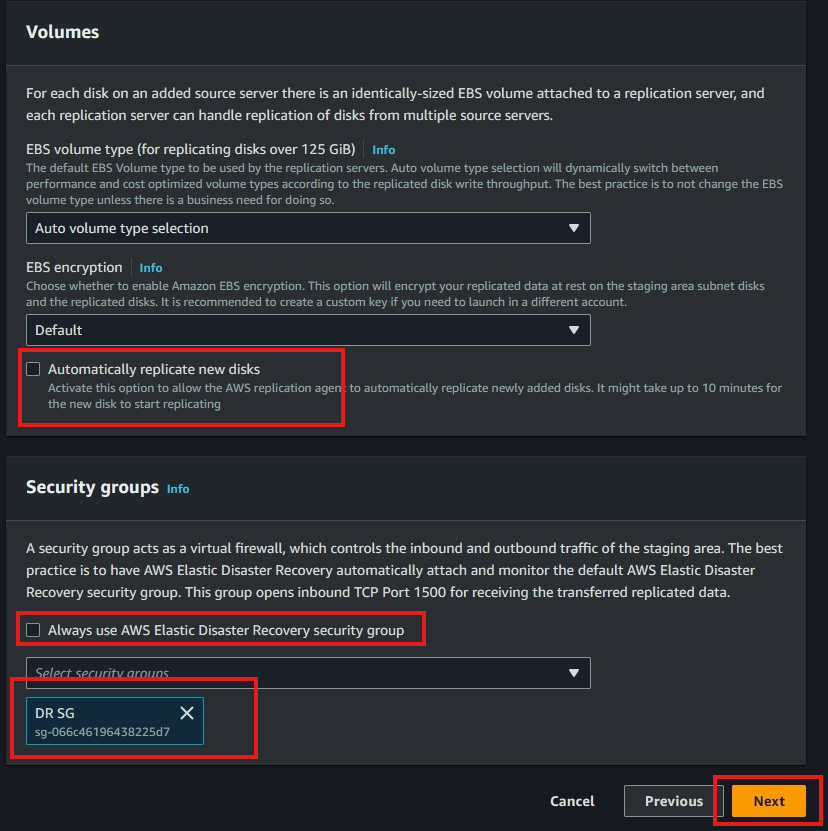 Volumes
For each disk on an added source server there is an identically-sized EBS volume attached to a replication server, and
each replication server can handle replication of disks from multiple source servers.
EBS volume type (for replicating disks over 125 GiB) Info
The default EBS Volume type to be used by the replication servers. Auto volume type selection will dynamically switch between
performance and cost optimized volume types according to the replicated disk write throughput. The best practice is to not change the EBS
volume type unless there is a business need for doing so.
Auto volume type selection
EBS encryption Info
Choose whether to enable Amazon EBS encryption. This option will encrypt your replicated data at rest on the staging area subnet disks
and the replicated disks. It is recommended to create a custom key if you need to launch in a different account.
Default
Automatically replicate new disks
Activate this option to allow the AWS replication agent to automatically replicate newly added disks. It might take up to 10 minutes for
the new disk to start replicating
Security groups Info
A security group acts as a virtual firewall, which controls the inbound and outbound traffic of the staging area. The best
practice is to have AWS Elastic Disaster Recovery automatically attach and monitor the default AWS Elastic Disaster
Recovery security group. This group opens inbound TCP Port 1500 for receiving the transferred replicated data.
Always use AWS Elastic Disaster Recovery security group
Select security groups
DR SG
sg-066c46196438225d7
Cancel Previous Next